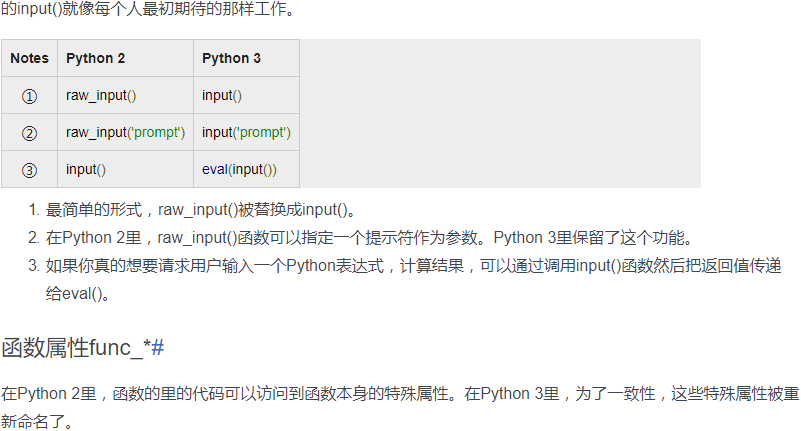 的input()就像每个人最初期待的那样工作。
Notes Python 2 Python 3
① raw_input() input()
② raw_input('prompt') input('prompt')
③ input() eval(input())
1. 最简单的形式，raw_input()被替换成input()。
2. 在Python 2里，raw_input()函数可以指定一个提示符作为参数。Python 3里保留了这个功能。
3. 如果你真的想要请求用户输入一个Python表达式，计算结果，可以通过调用input()函数然后把返回值传递
给eval()。
函数属性func_*#
在Python 2里，函数的里的代码可以访问到函数本身的特殊属性。在Python 3里，为了一致性，这些特殊属性被重
新命名了。